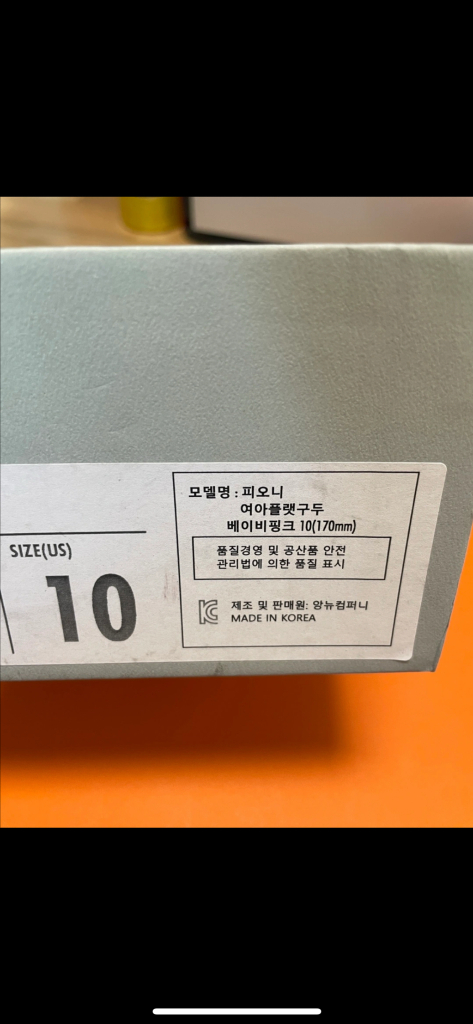 SIZE(US)
10
모델명 : 피오니
여아플랫구두
베이비핑크 10(170mm)
품질경영 및 공산품 안전
관리법에 의한 품질 표시
제조 및 판매원: 앙뉴컴퍼니
MADE IN KOREA